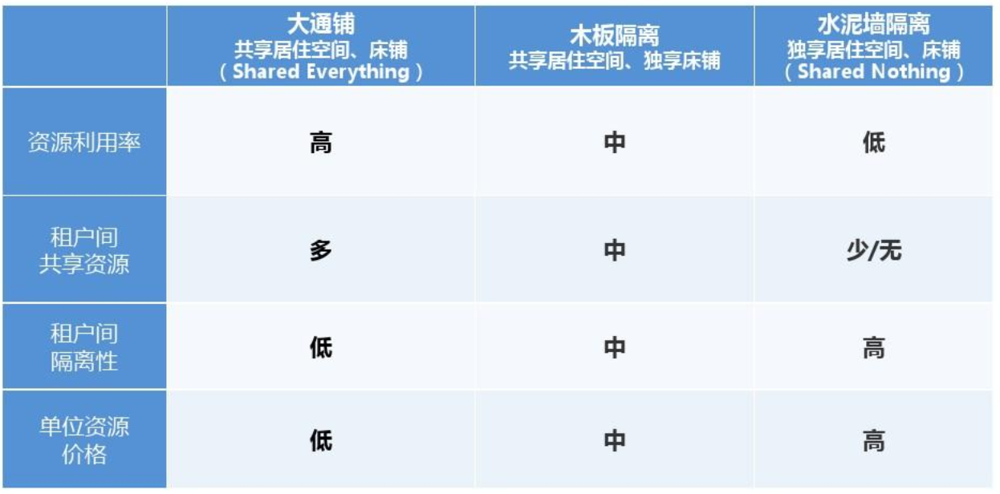 大通铺
共享居住空间、床铺
（Shared Everything）
木板隔离
共享居住空间、独享床铺
水泥墙隔离
独享居住空间、床铺
（Shared Nothing）
资源利用率
高
中
低
租户间
共享资源
多
中
少/无
租户间
隔离性
低
中
高
单位资源
价格
低
中
高